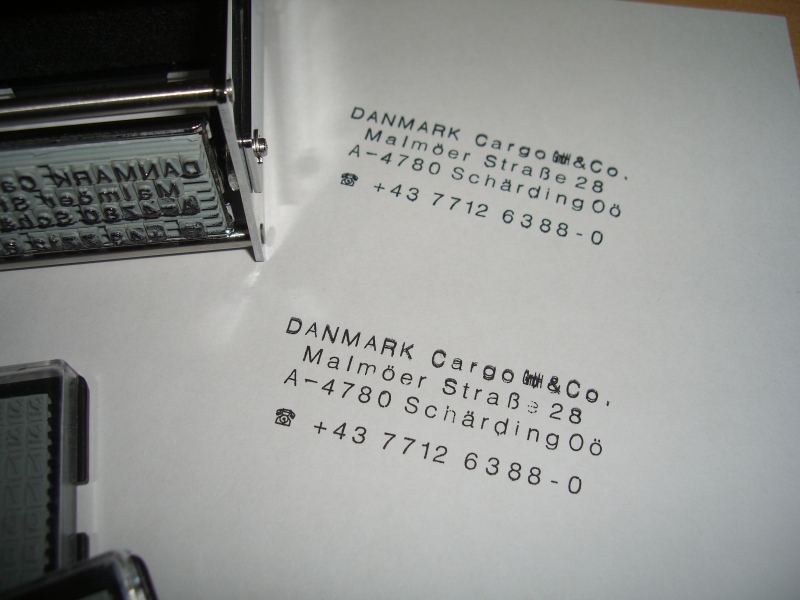 DANMARK Cargo GmbH & Co.
Malmöer Straße 28
A-4780 Schärding Oö
☎ +43 7712 6388-0
DANMARK Cargo GmbH & Co.
Malmöer Straße 28
A-4780 Schärding Oö
☎ +43 7712 6388-0